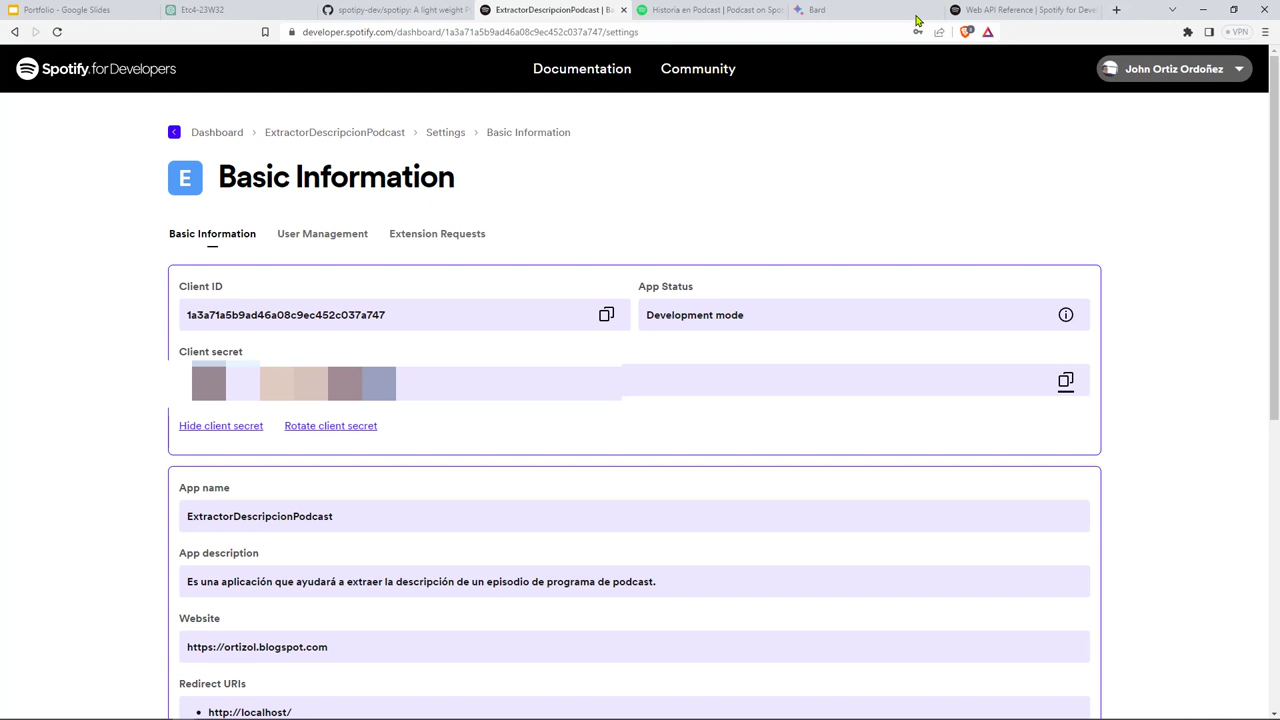 Portfolio - Google Slides
Etc4-23W32
spotipy-dev/spotipy: A light weight P
ExtractorDescripcionPodcast | Ba
Historia en Podcast | Podcast on Spot
Bard
Web API Reference | Spotify for Deve
developer.spotify.com/dashboard/1a3a71a5b9ad46a08c9ec452c037a747/settings
VPN
Spotify for Developers
Documentation
Community
John Ortiz Ordoñez
Dashboard
ExtractorDescripcionPodcast
Settings
Basic Information
E
Basic Information
Basic Information
User Management
Extension Requests
Client ID
App Status
1a3a71a5b9ad46a08c9ec452c037a747
Development mode
Client secret
Hide client secret
Rotate client secret
App name
ExtractorDescripcionPodcast
App description
Es una aplicación que ayudará a extraer la descripción de un episodio de programa de podcast.
Website
https://ortizol.blogspot.com
Redirect URIs
• http://localhost/